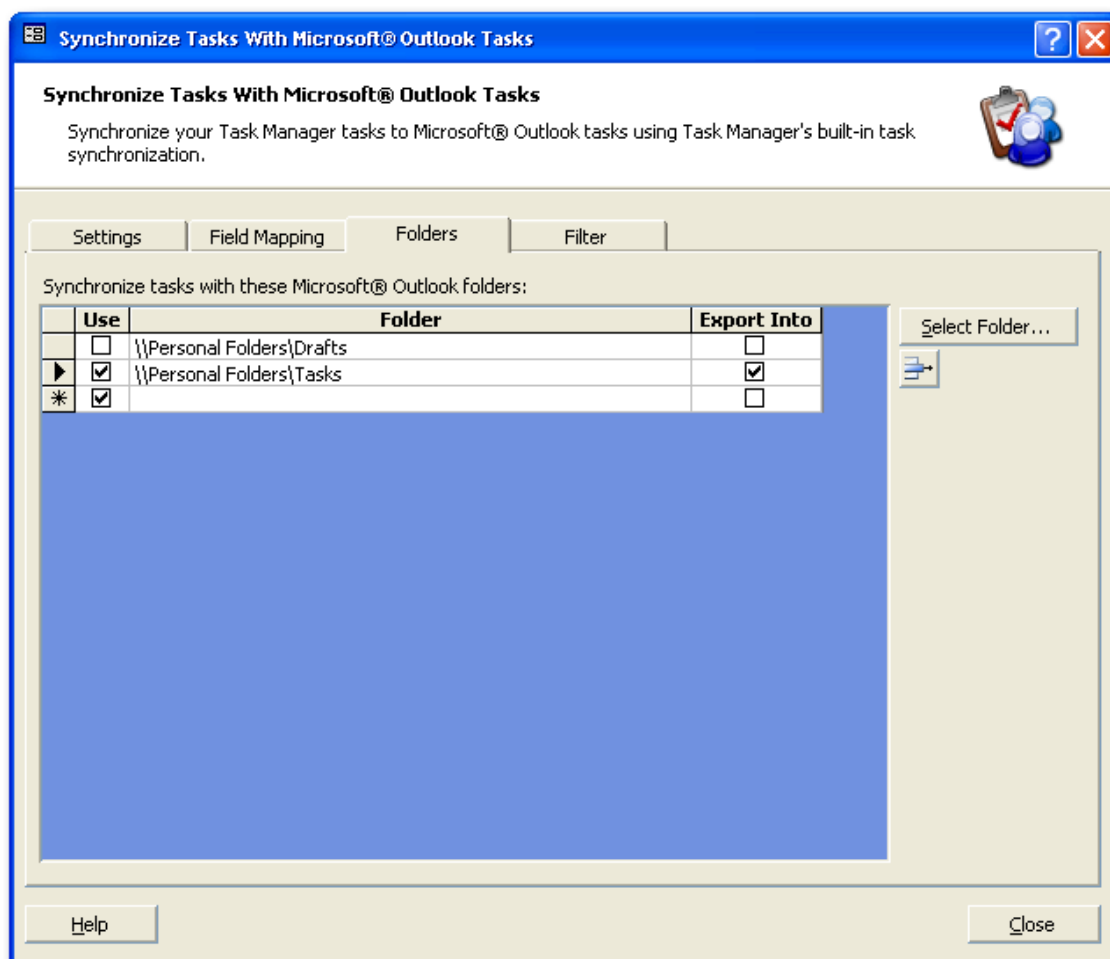 Synchronize Tasks With Microsoft® Outlook Tasks
?
Synchronize Tasks With Microsoft® Outlook Tasks
Synchronize your Task Manager tasks to Microsoft® Outlook tasks using Task Manager's built-in task
synchronization.
Settings Field Mapping Folders Filter
Synchronize tasks with these Microsoft® Outlook folders:
Use Folder Export Into
Select Folder...
\\Personal Folders\Drafts
\\Personal Folders\Tasks
Help Close